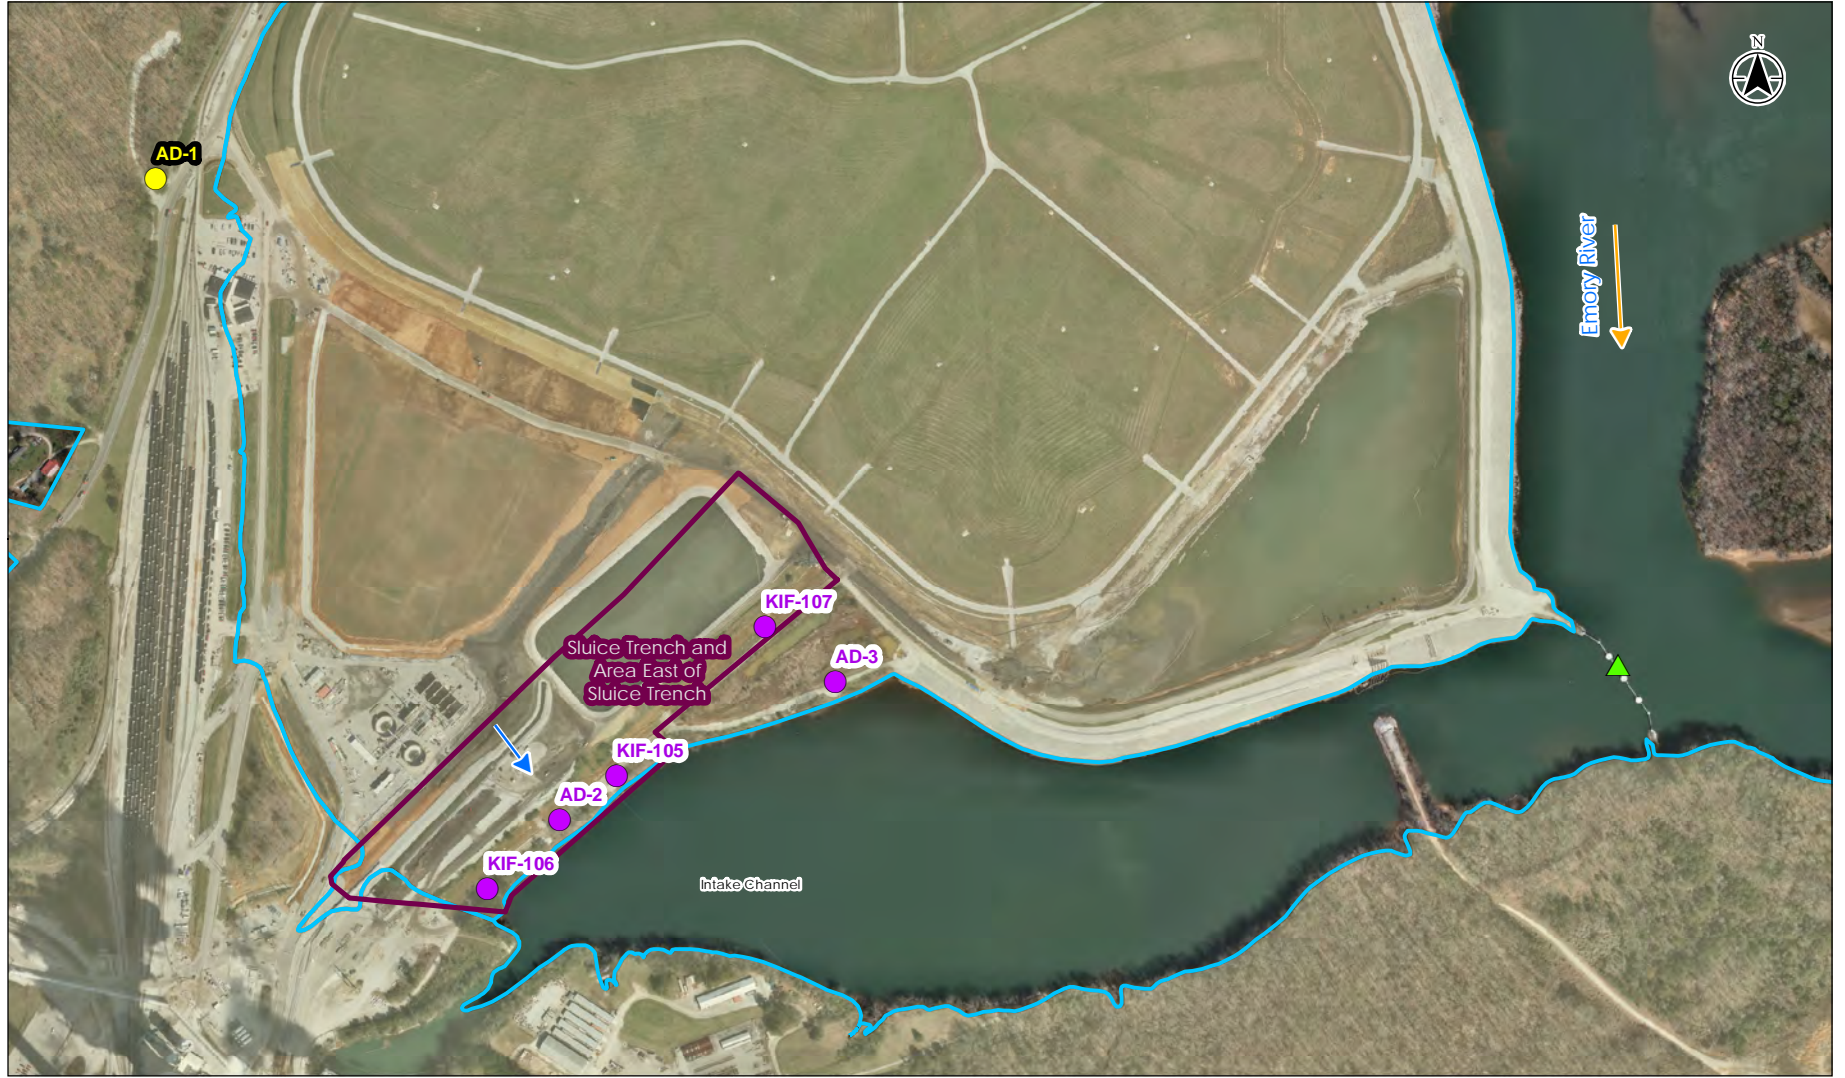 N
AD-1
Emory River
KIF-107
Sluice Trench and
Area East of
Sluice Trench
AD-3
KIF-105
AD-2
KIF-106
Intake Channel